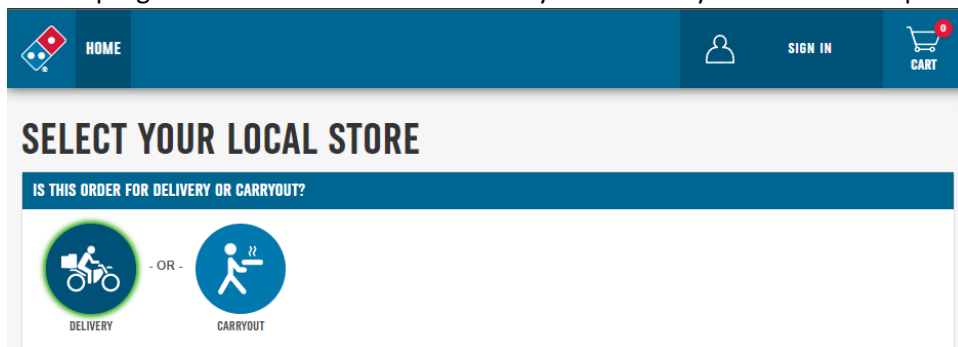 HOME
SIGN IN
0
CART
SELECT YOUR LOCAL STORE
IS THIS ORDER FOR DELIVERY OR CARRYOUT?
- OR -
DELIVERY
CARRYOUT